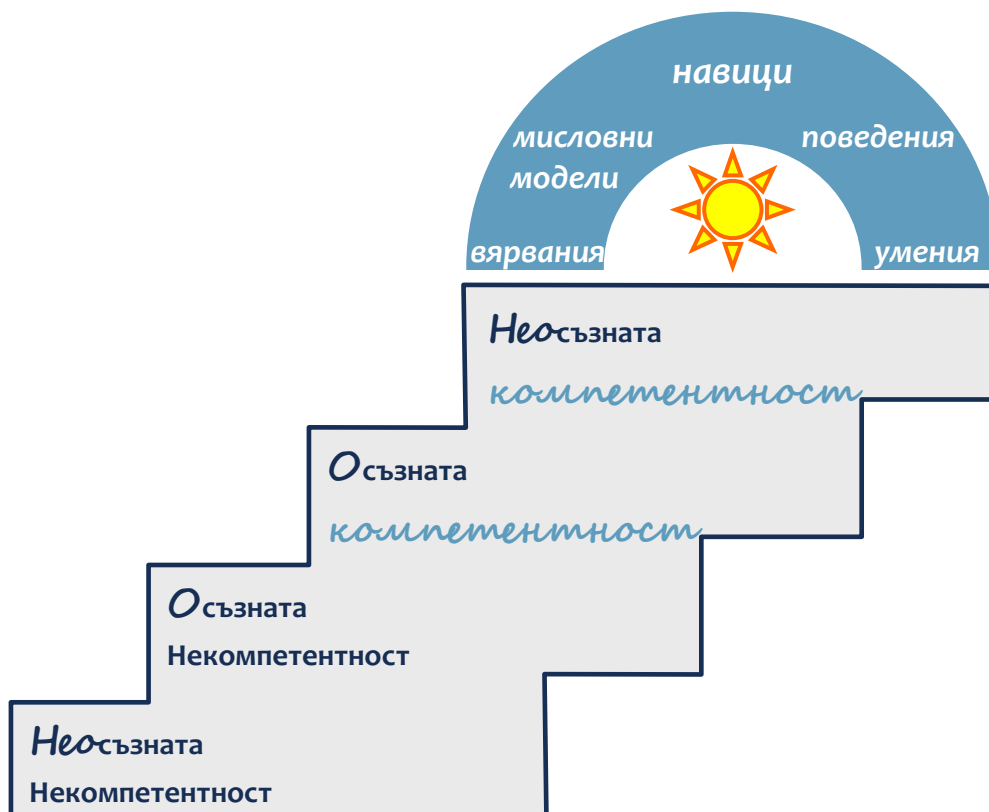 навици
мисловни
модели
поведения
вярвания
умения
Неосъзната
компетентност
Осъзната
компетентност
Осъзната
Некомпетентност
Неосъзната
Некомпетентност